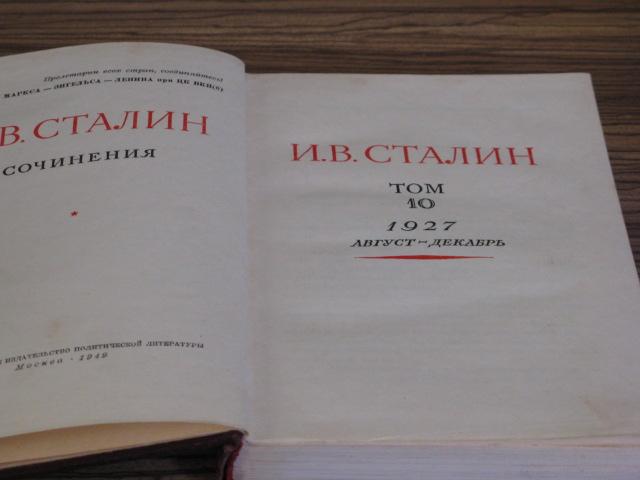 Пролетарии всех стран, соединяйтесь!
МАРКСА — ЭНГЕЛЬСА — ЛЕНИНА при ЦК ВКП(б)
В. СТАЛИН
СОЧИНЕНИЯ
ИЗДАТЕЛЬСТВО ПОЛИТИЧЕСКОЙ ЛИТЕРАТУРЫ
Москва · 1949
И. В. СТАЛИН
ТОМ
10
1927
АВГУСТ – ДЕКАБРЬ